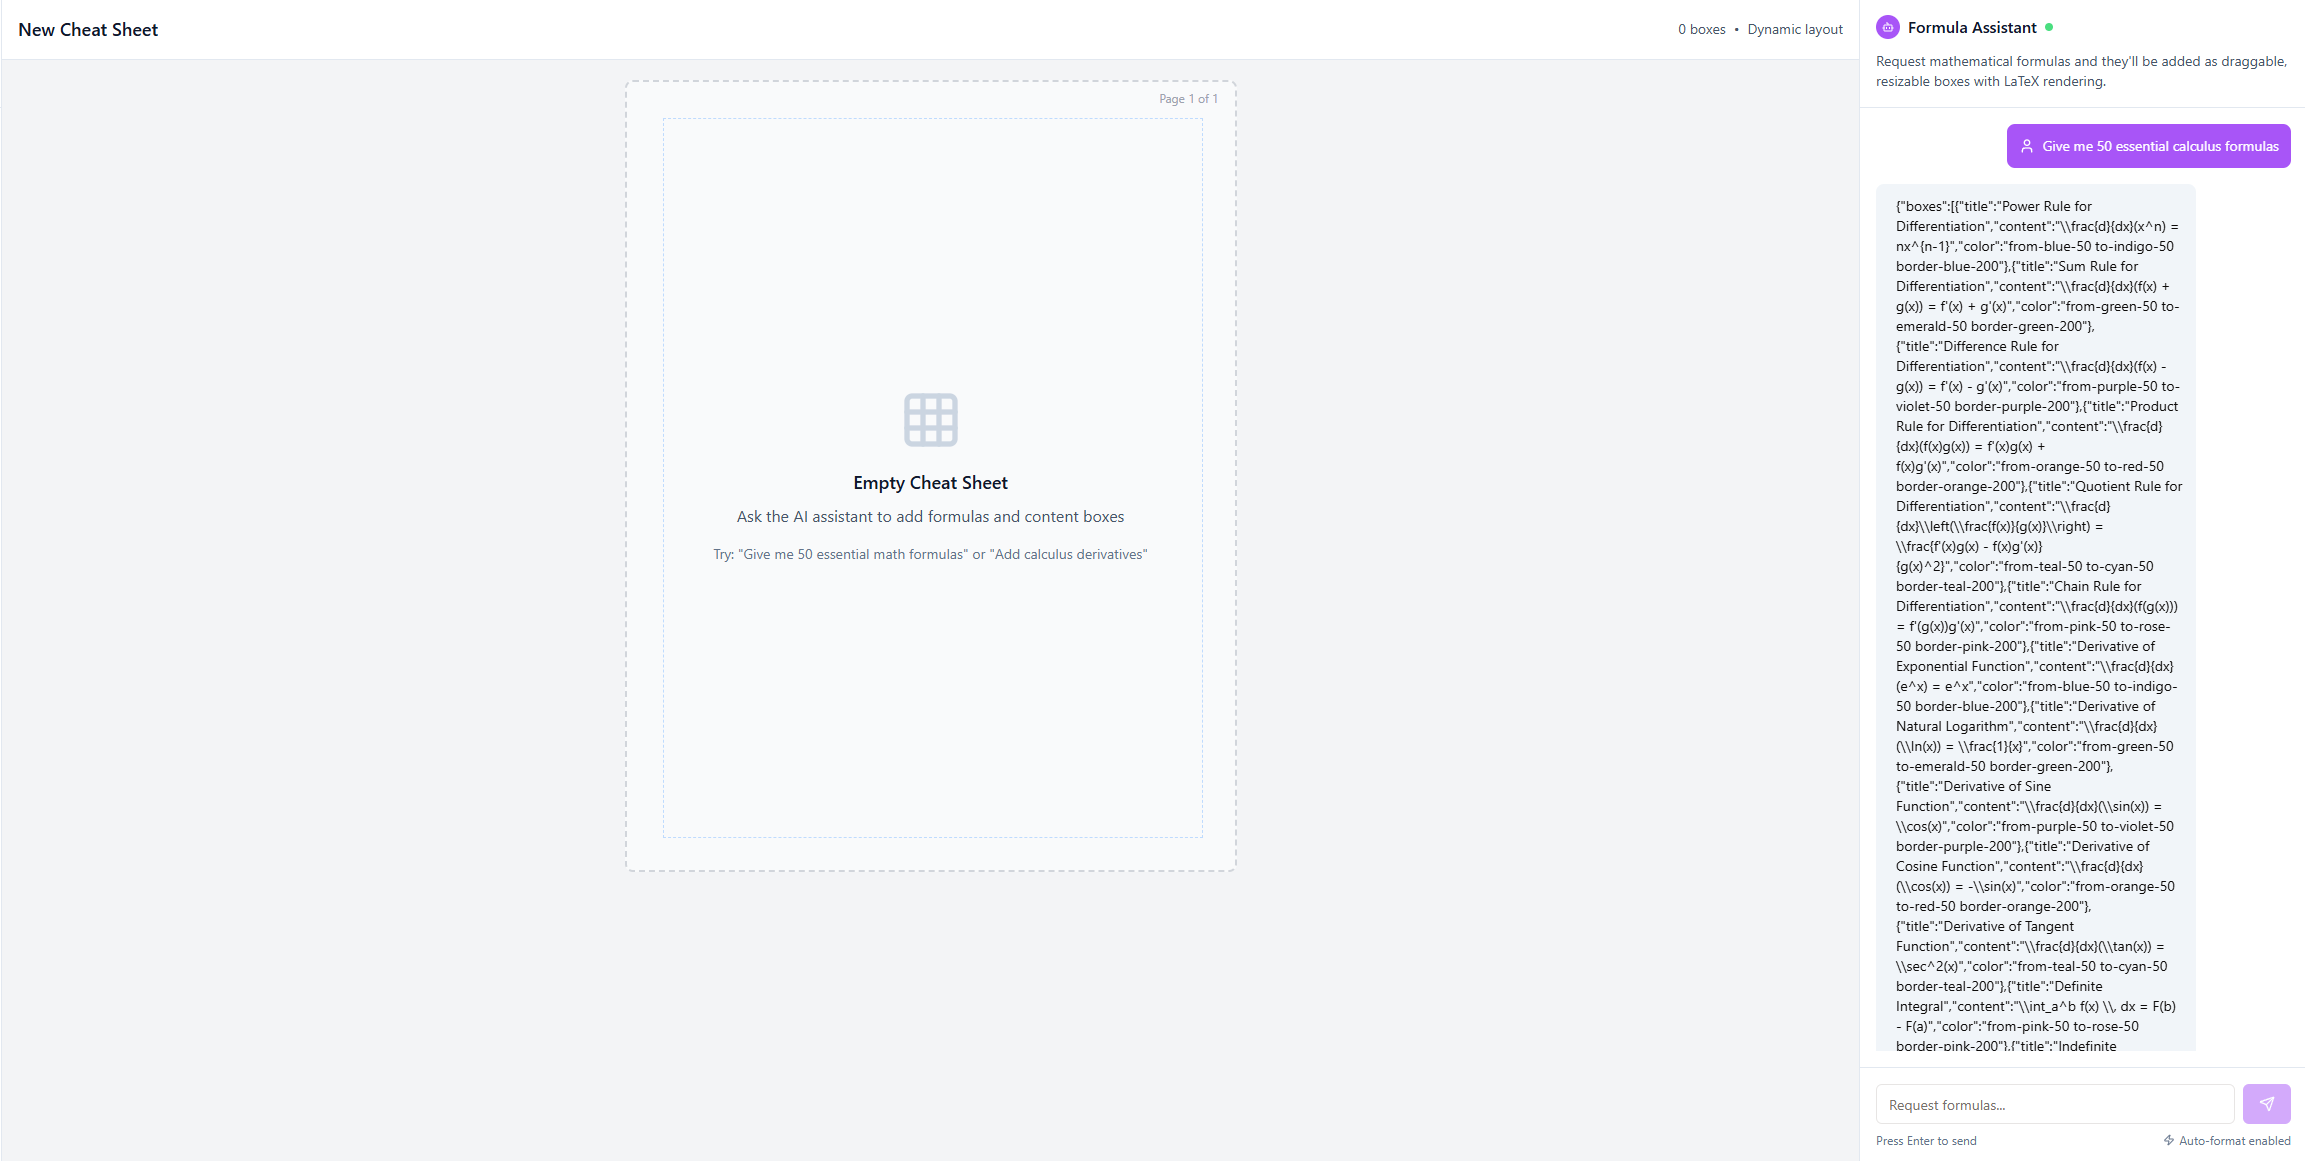 New Cheat Sheet
0 boxes • Dynamic layout
Page 1 of 1
Empty Cheat Sheet
Ask the AI assistant to add formulas and content boxes
Try: "Give me 50 essential math formulas" or "Add calculus derivatives"
Formula Assistant
Request mathematical formulas and they'll be added as draggable,
resizable boxes with LaTeX rendering.
Give me 50 essential calculus formulas
{"boxes":[{"title":"Power Rule for
Differentiation","content":"\\frac{d}{dx}(x^n) =
nx^{n-1}","color":"from-blue-50 to-indigo-50
border-blue-200"},{"title":"Sum Rule for
Differentiation","content":"\\frac{d}{dx}(f(x) +
g(x)) = f'(x) + g'(x)","color":"from-green-50 to-
emerald-50 border-green-200"},
{"title":"Difference Rule for
Differentiation","content":"\\frac{d}{dx}(f(x) -
g(x)) = f'(x) - g'(x)","color":"from-purple-50 to-
violet-50 border-purple-200"},{"title":"Product
Rule for Differentiation","content":"\\frac{d}
{dx}(f(x)g(x)) = f'(x)g(x) +
f(x)g'(x)","color":"from-orange-50 to-red-50
border-orange-200"},{"title":"Quotient Rule for
Differentiation","content":"\\frac{d}
{dx}\\left(\\frac{f(x)}{g(x)}\\right) =
\\frac{f'(x)g(x) - f(x)g'(x)}
{g(x)^2}","color":"from-teal-50 to-cyan-50
border-teal-200"},{"title":"Chain Rule for
Differentiation","content":"\\frac{d}{dx}(f(g(x)))
= f'(g(x))g'(x)","color":"from-pink-50 to-rose-
50 border-pink-200"},{"title":"Derivative of
Exponential Function","content":"\\frac{d}{dx}
(e^x) = e^x","color":"from-blue-50 to-indigo-
50 border-blue-200"},{"title":"Derivative of
Natural Logarithm","content":"\\frac{d}{dx}
(\\ln(x)) = \\frac{1}{x}","color":"from-green-50
to-emerald-50 border-green-200"},
{"title":"Derivative of Sine
Function","content":"\\frac{d}{dx}(\\sin(x)) =
\\cos(x)","color":"from-purple-50 to-violet-50
border-purple-200"},{"title":"Derivative of
Cosine Function","content":"\\frac{d}{dx}
(\\cos(x)) = -\\sin(x)","color":"from-orange-50
to-red-50 border-orange-200"},
{"title":"Derivative of Tangent
Function","content":"\\frac{d}{dx}(\\tan(x)) =
\\sec^2(x)","color":"from-teal-50 to-cyan-50
border-teal-200"},{"title":"Definite
Integral","content":"\\int_a^b f(x) \\, dx = F(b)
- F(a)","color":"from-pink-50 to-rose-50
border-pink-200"},{"title":"Indefinite
Request formulas...
Press Enter to send
Auto-format enabled